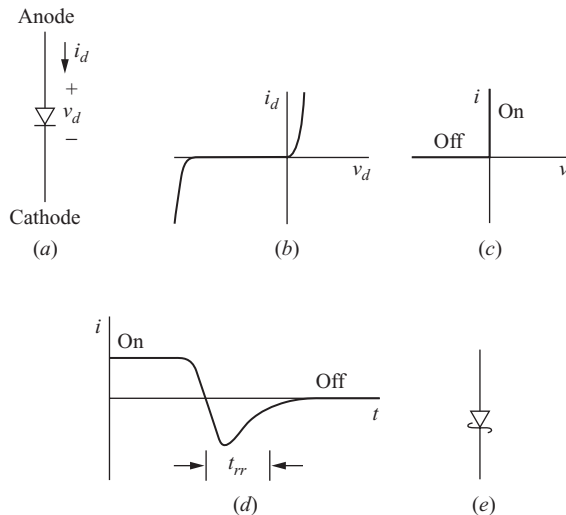 Anode
i_d
+
v_d
−
Cathode
(a)
i_d
v_d
(b)
i
On
Off
v
(c)
i
On
Off
t
t_rr
(d)
(e)